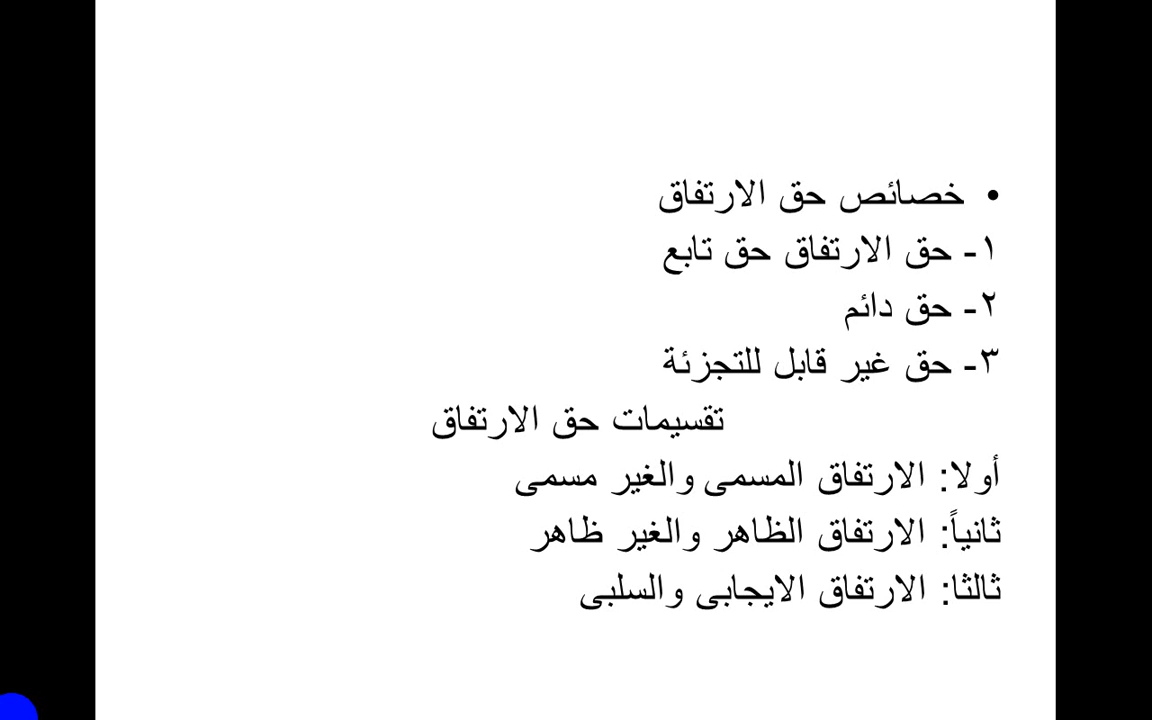 • خصائص حق الارتفاق
١- حق الارتفاق حق تابع
٢- حق دائم
٣- حق غير قابل للتجزئة
تقسيمات حق الارتفاق
أولا: الارتفاق المسمى والغير مسمى
ثانياً: الارتفاق الظاهر والغير ظاهر
ثالثا: الارتفاق الايجابى والسلبى